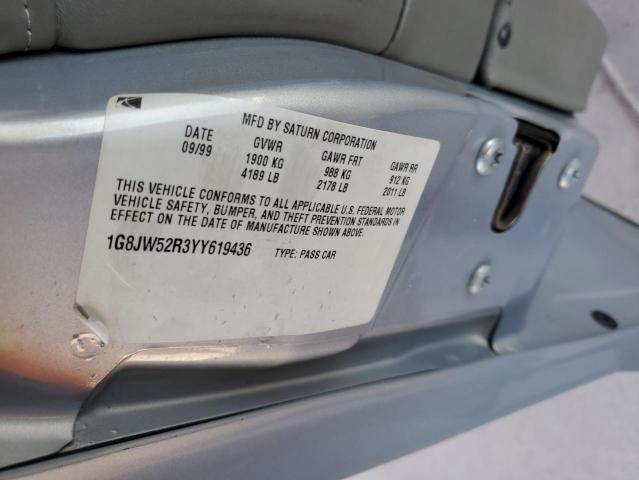 MFD BY SATURN CORPORATION
DATE GVWR GAWR FRT GAWR RR
09/99 1900 KG 988 KG 912 KG
4189 LB 2178 LB 2011 LB
THIS VEHICLE CONFORMS TO ALL APPLICABLE U.S. FEDERAL MOTOR
VEHICLE SAFETY, BUMPER, AND THEFT PREVENTION STANDARDS IN
EFFECT ON THE DATE OF MANUFACTURE SHOWN ABOVE.
1G8JW52R3YY619436 TYPE: PASS CAR